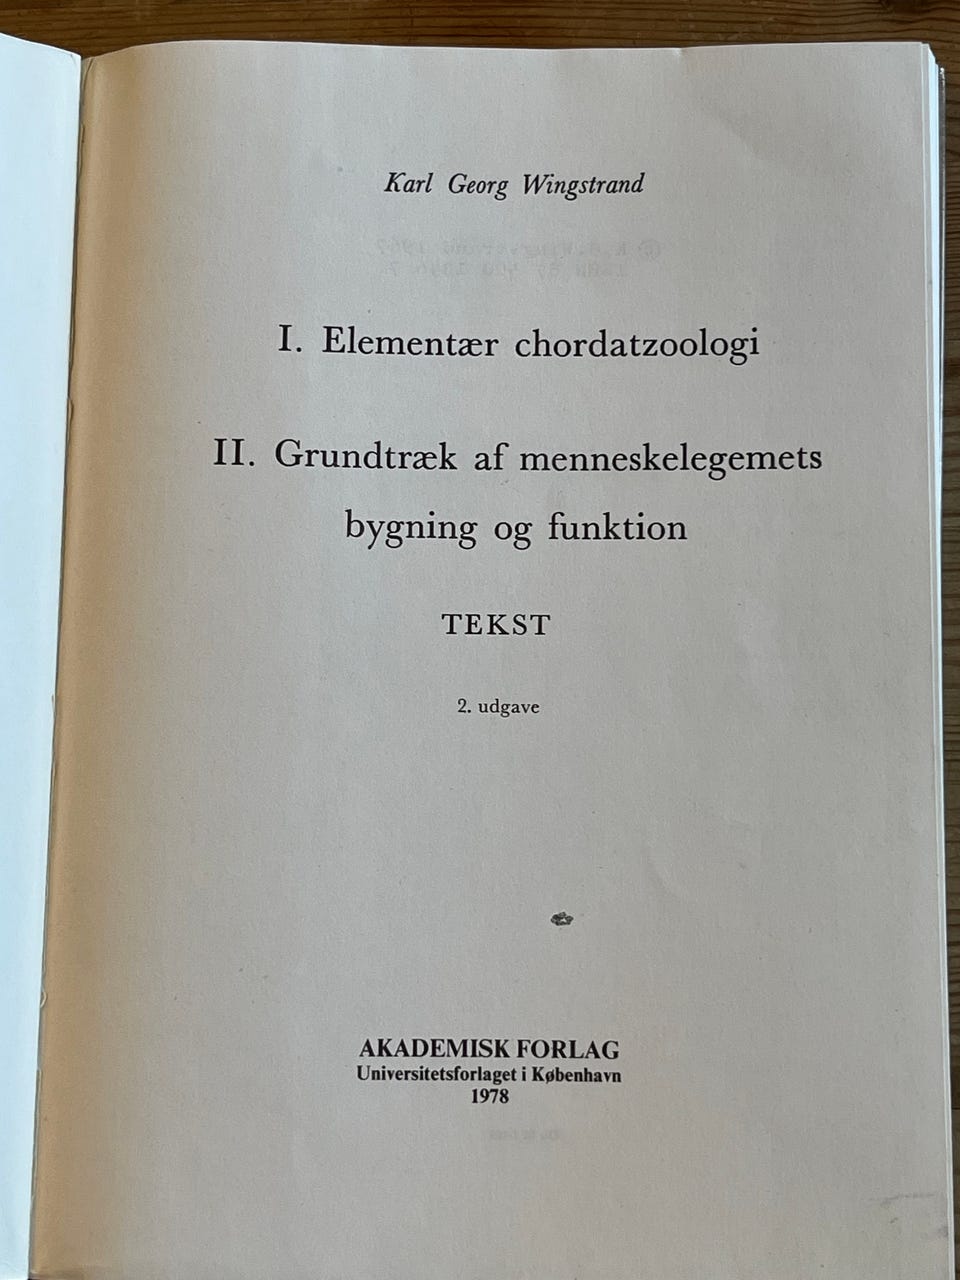 Karl Georg Wingstrand
I. Elementær chordatzoologi
II. Grundtræk af menneskelegemets
bygning og funktion
TEKST
2. udgave
AKADEMISK FORLAG
Universitetsforlaget i København
1978